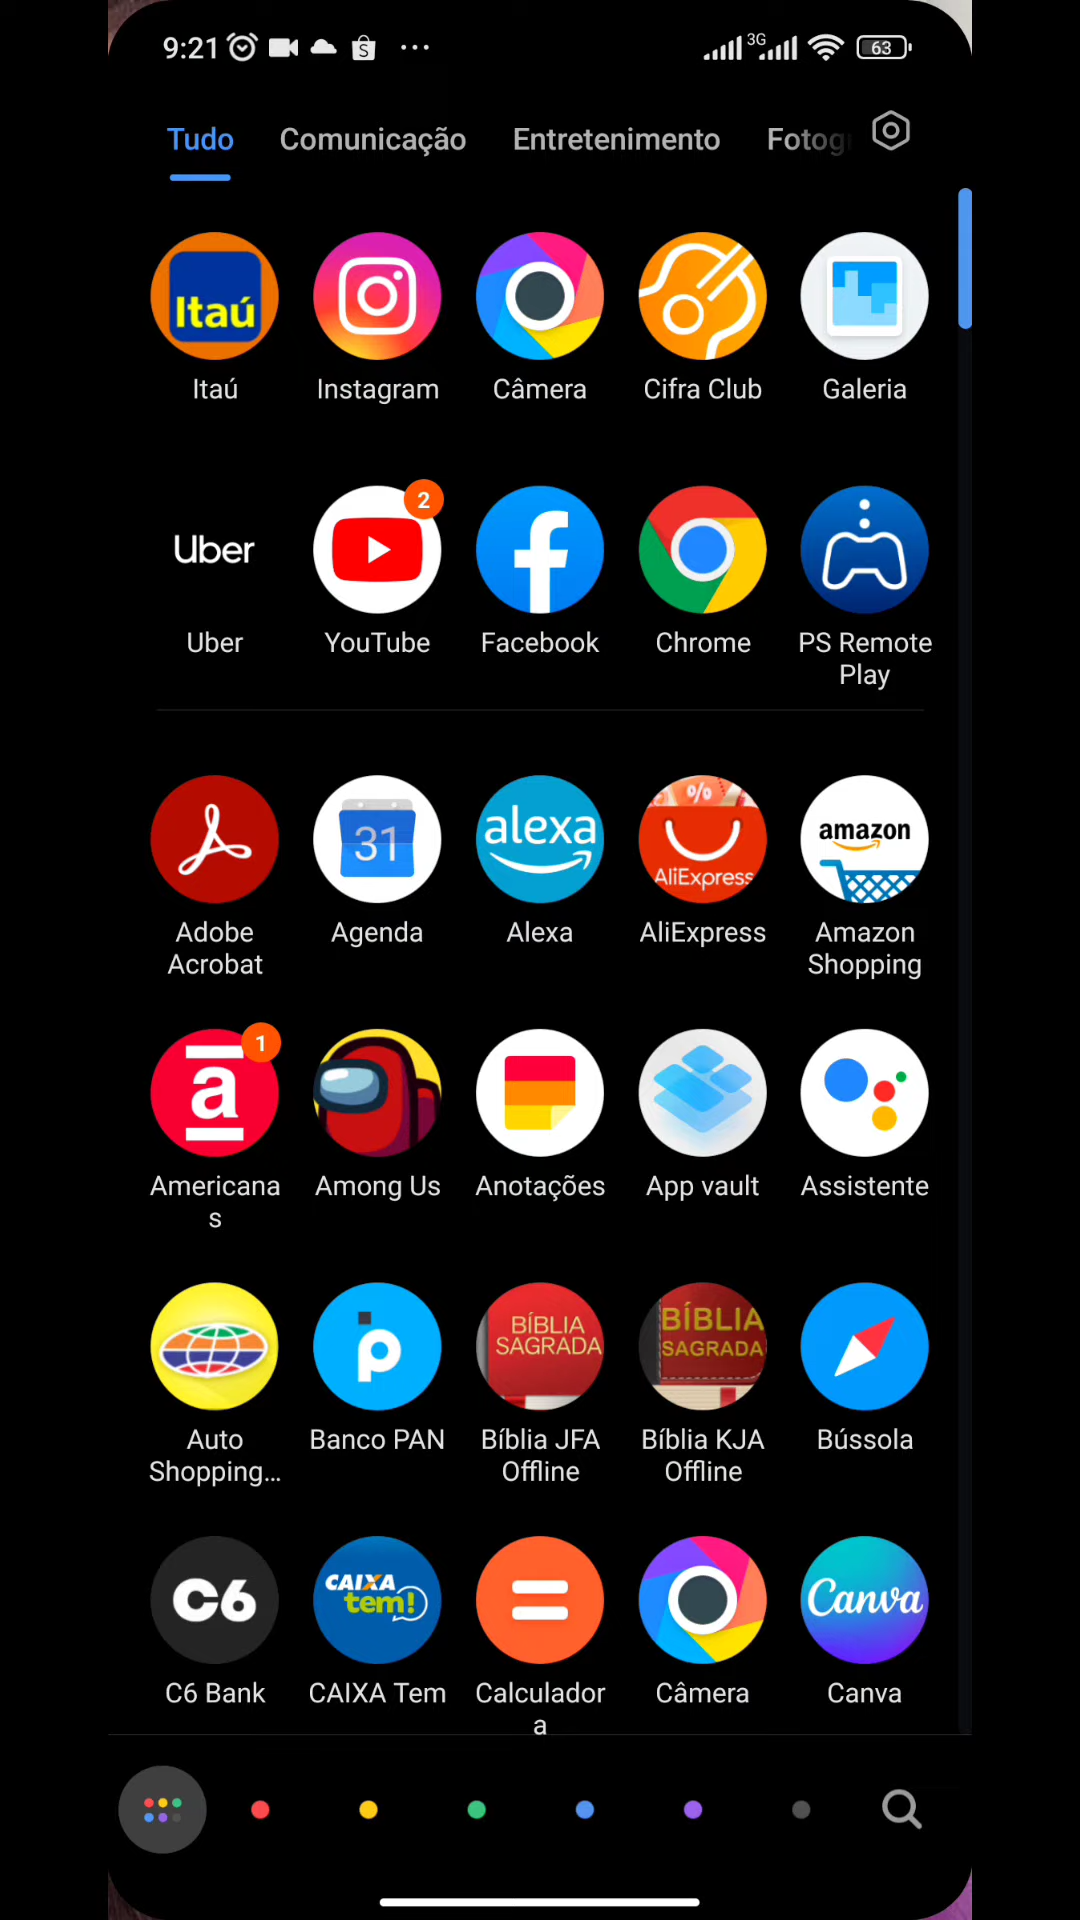 9:21 S ... 3G 63
Tudo Comunicação Entretenimento Fotog
Itaú
Itaú Instagram Câmera Cifra Club Galeria
Uber 2
Uber YouTube Facebook Chrome PS Remote
Play
31 alexa % AliExpress amazon
Adobe Agenda Alexa AliExpress Amazon
Acrobat Shopping
a 1
Americana Among Us Anotações App vault Assistente
s
p BÍBLIA SAGRADA BÍBLIA SAGRADA
Auto Banco PAN Bíblia JFA Bíblia KJA Bússola
Shopping... Offline Offline
C6 CAIXA tem! Canva
C6 Bank CAIXA Tem Calculador Câmera Canva
a